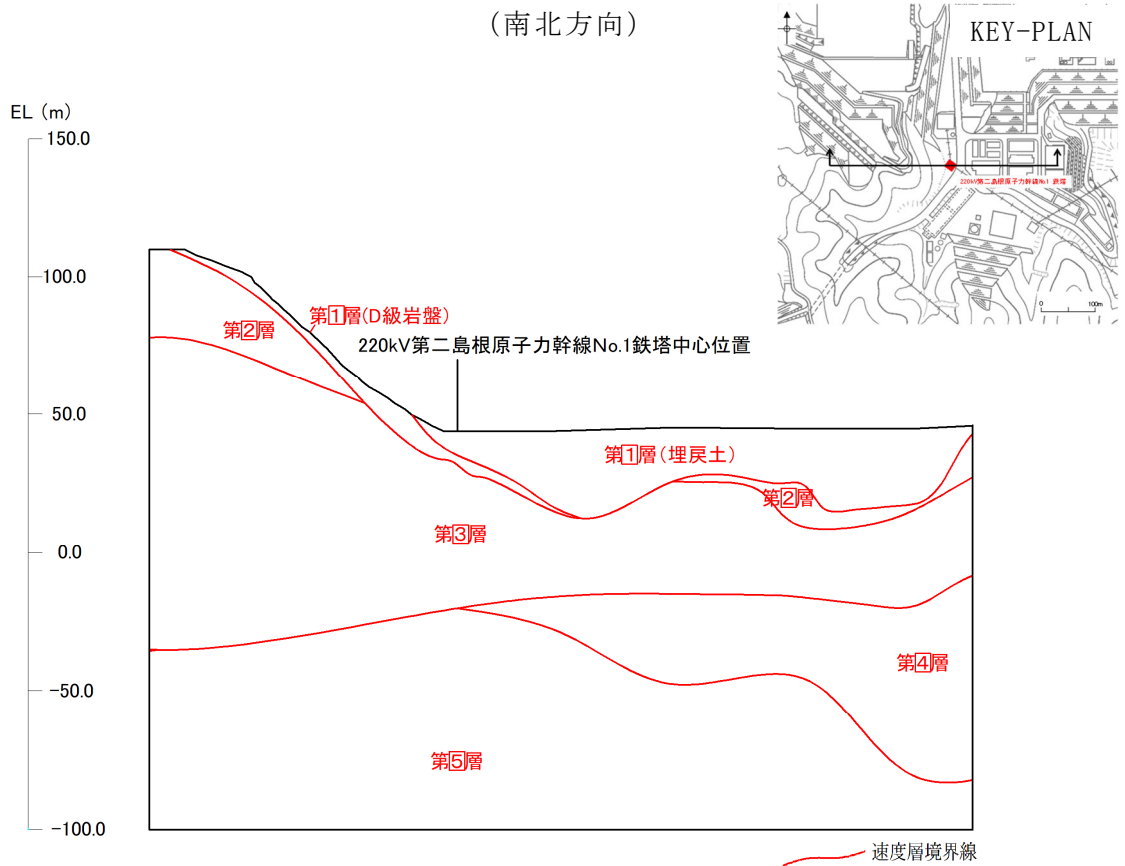 (南北方向)
KEY-PLAN
220kV第二島根原子力幹線No.1 鉄塔
0 100m
EL (m)
150.0
100.0
50.0
0.0
-50.0
-100.0
第1層(D級岩盤)
第2層
220kV第二島根原子力幹線No.1鉄塔中心位置
第1層(埋戻土)
第2層
第3層
第4層
第5層
速度層境界線